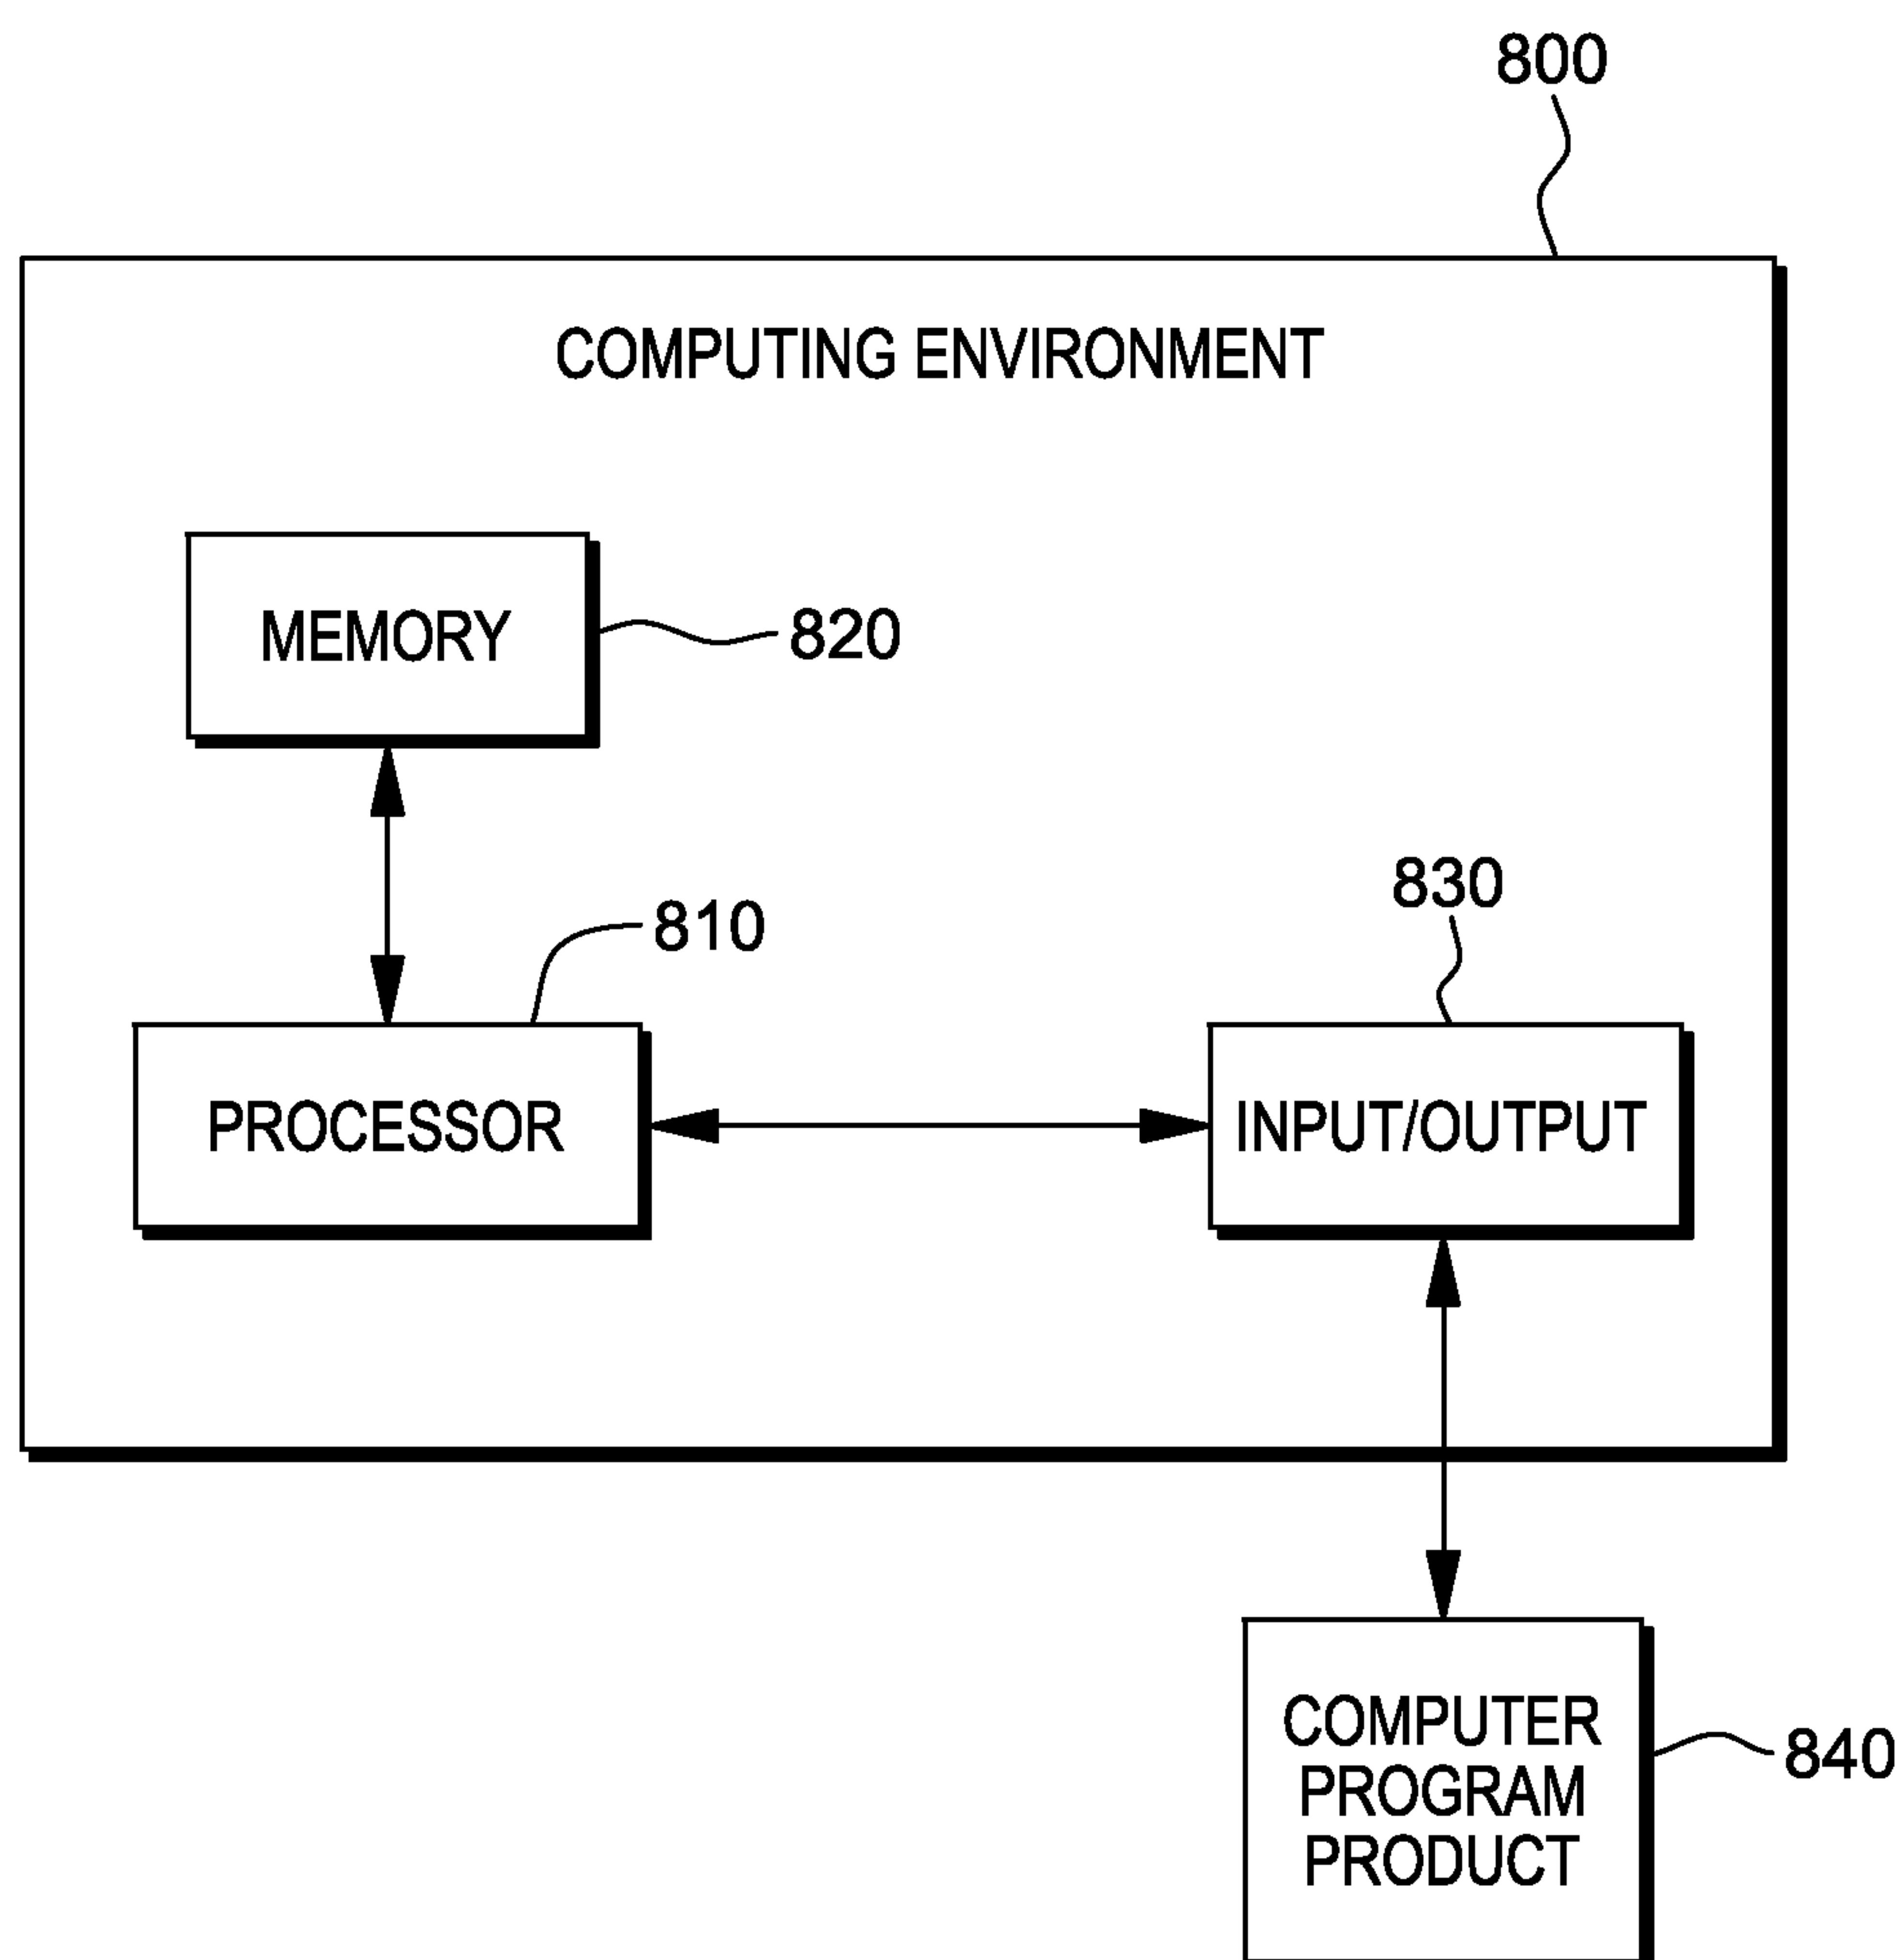 800
COMPUTING ENVIRONMENT
MEMORY
820
810
830
PROCESSOR
INPUT/OUTPUT
COMPUTER
PROGRAM
PRODUCT
840